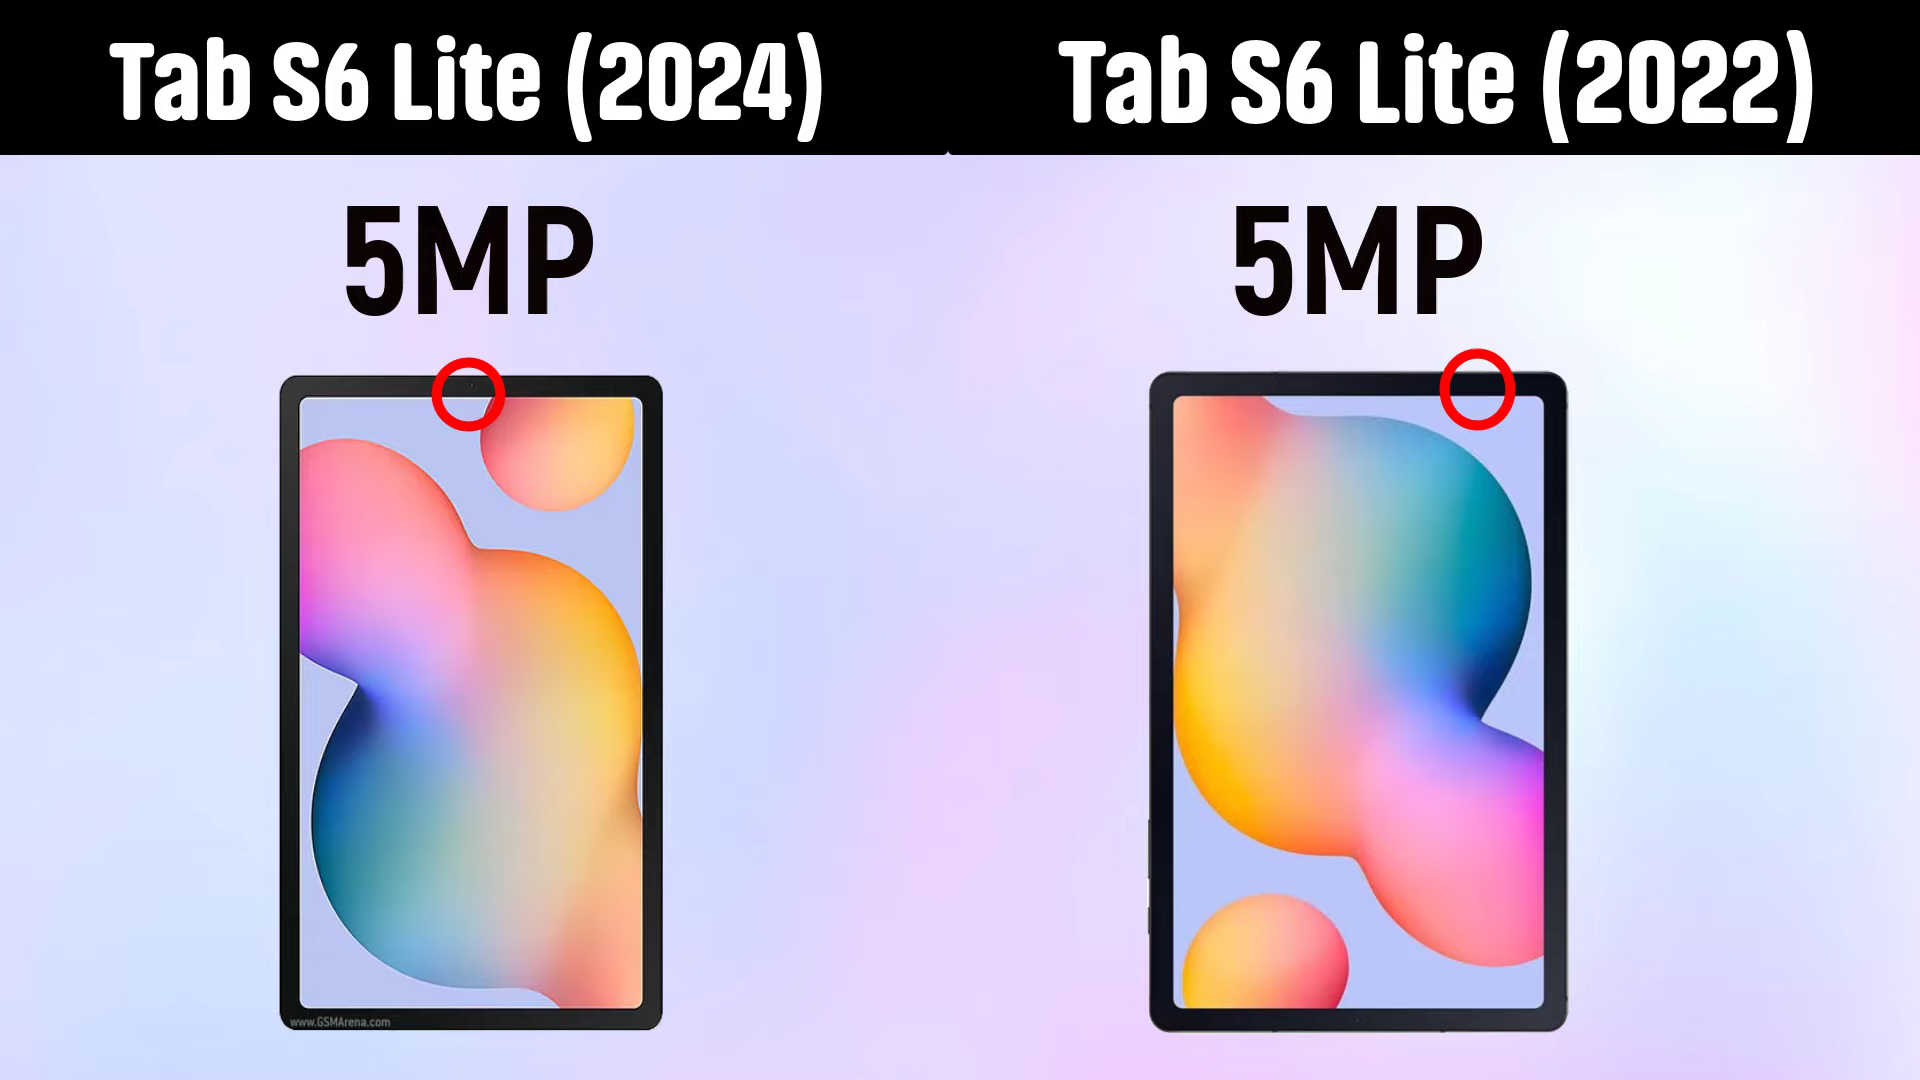 Tab S6 Lite (2024)
Tab S6 Lite (2022)
5MP
5MP
www.GSMArena.com